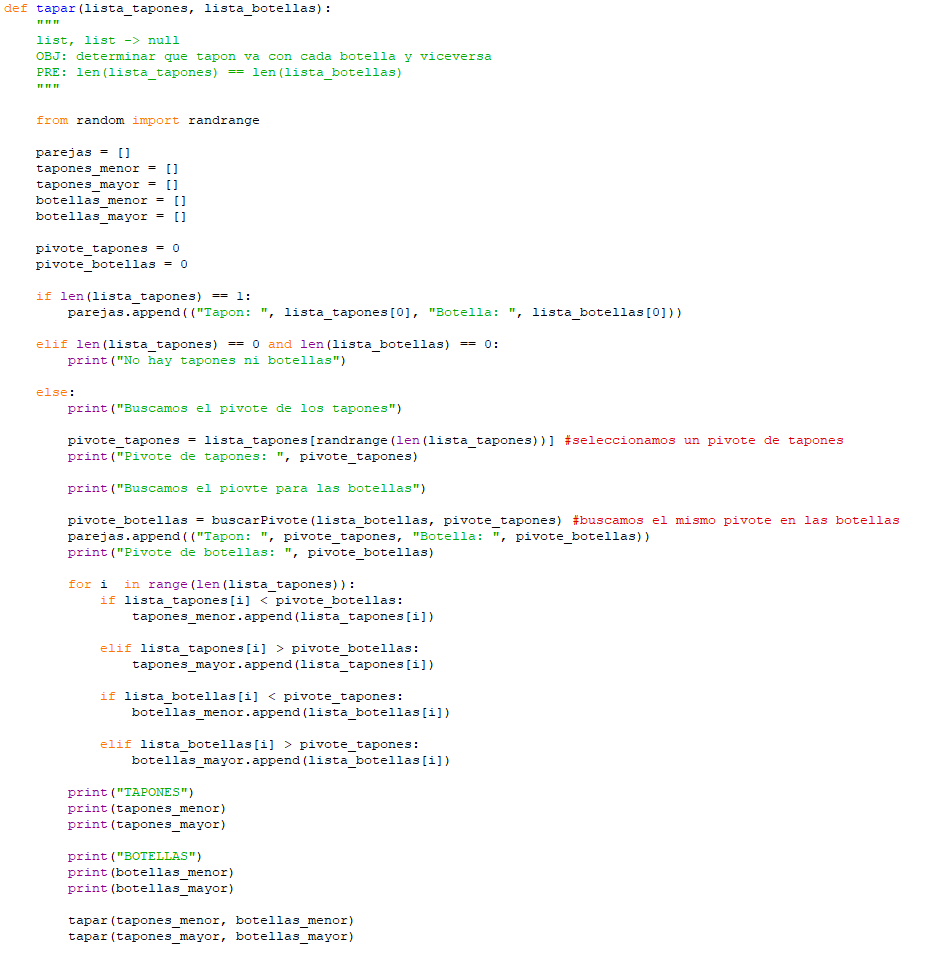 def tapar(lista_tapones, lista_botellas):
    """
    list, list -> null
    OBJ: determinar que tapon va con cada botella y viceversa
    PRE: len(lista_tapones) == len(lista_botellas)
    """
    from random import randrange
    parejas = []
    tapones_menor = []
    tapones_mayor = []
    botellas_menor = []
    botellas_mayor = []
    pivote_tapones = 0
    pivote_botellas = 0
    if len(lista_tapones) == 1:
        parejas.append(("Tapon: ", lista_tapones[0], "Botella: ", lista_botellas[0]))
    elif len(lista_tapones) == 0 and len(lista_botellas) == 0:
        print("No hay tapones ni botellas")
    else:
        print("Buscamos el pivote de los tapones")
        pivote_tapones = lista_tapones[randrange(len(lista_tapones))] #seleccionamos un pivote de tapones
        print("Pivote de tapones: ", pivote_tapones)
        print("Buscamos el piovte para las botellas")
        pivote_botellas = buscarPivote(lista_botellas, pivote_tapones) #buscamos el mismo pivote en las botellas
        parejas.append(("Tapon: ", pivote_tapones, "Botella: ", pivote_botellas))
        print("Pivote de botellas: ", pivote_botellas)
        for i  in range(len(lista_tapones)):
            if lista_tapones[i] < pivote_botellas:
                tapones_menor.append(lista_tapones[i])
            elif lista_tapones[i] > pivote_botellas:
                tapones_mayor.append(lista_tapones[i])
            if lista_botellas[i] < pivote_tapones:
                botellas_menor.append(lista_botellas[i])
            elif lista_botellas[i] > pivote_tapones:
                botellas_mayor.append(lista_botellas[i])
        print("TAPONES")
        print(tapones_menor)
        print(tapones_mayor)
        print("BOTELLAS")
        print(botellas_menor)
        print(botellas_mayor)
        tapar(tapones_menor, botellas_menor)
        tapar(tapones_mayor, botellas_mayor)